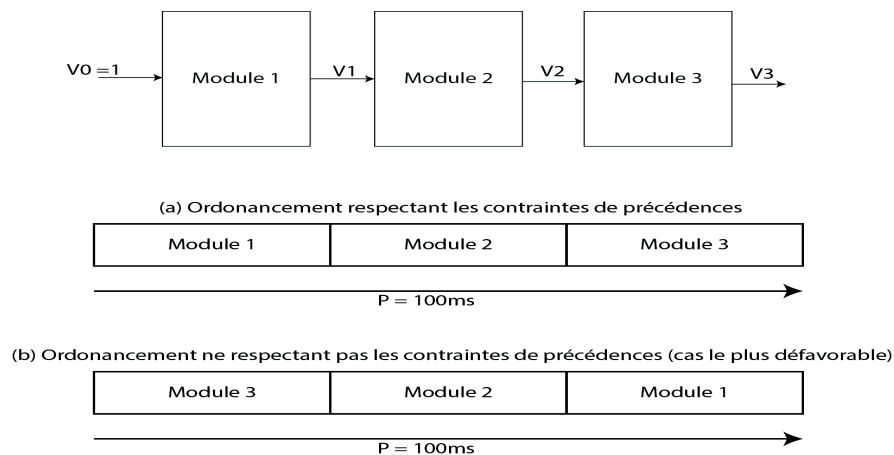 V0 =1
Module 1
V1
Module 2
V2
Module 3
V3
(a) Ordonancement respectant les contraintes de précédences
Module 1 Module 2 Module 3
P = 100ms
(b) Ordonancement ne respectant pas les contraintes de précédences (cas le plus défavorable)
Module 3 Module 2 Module 1
P = 100ms